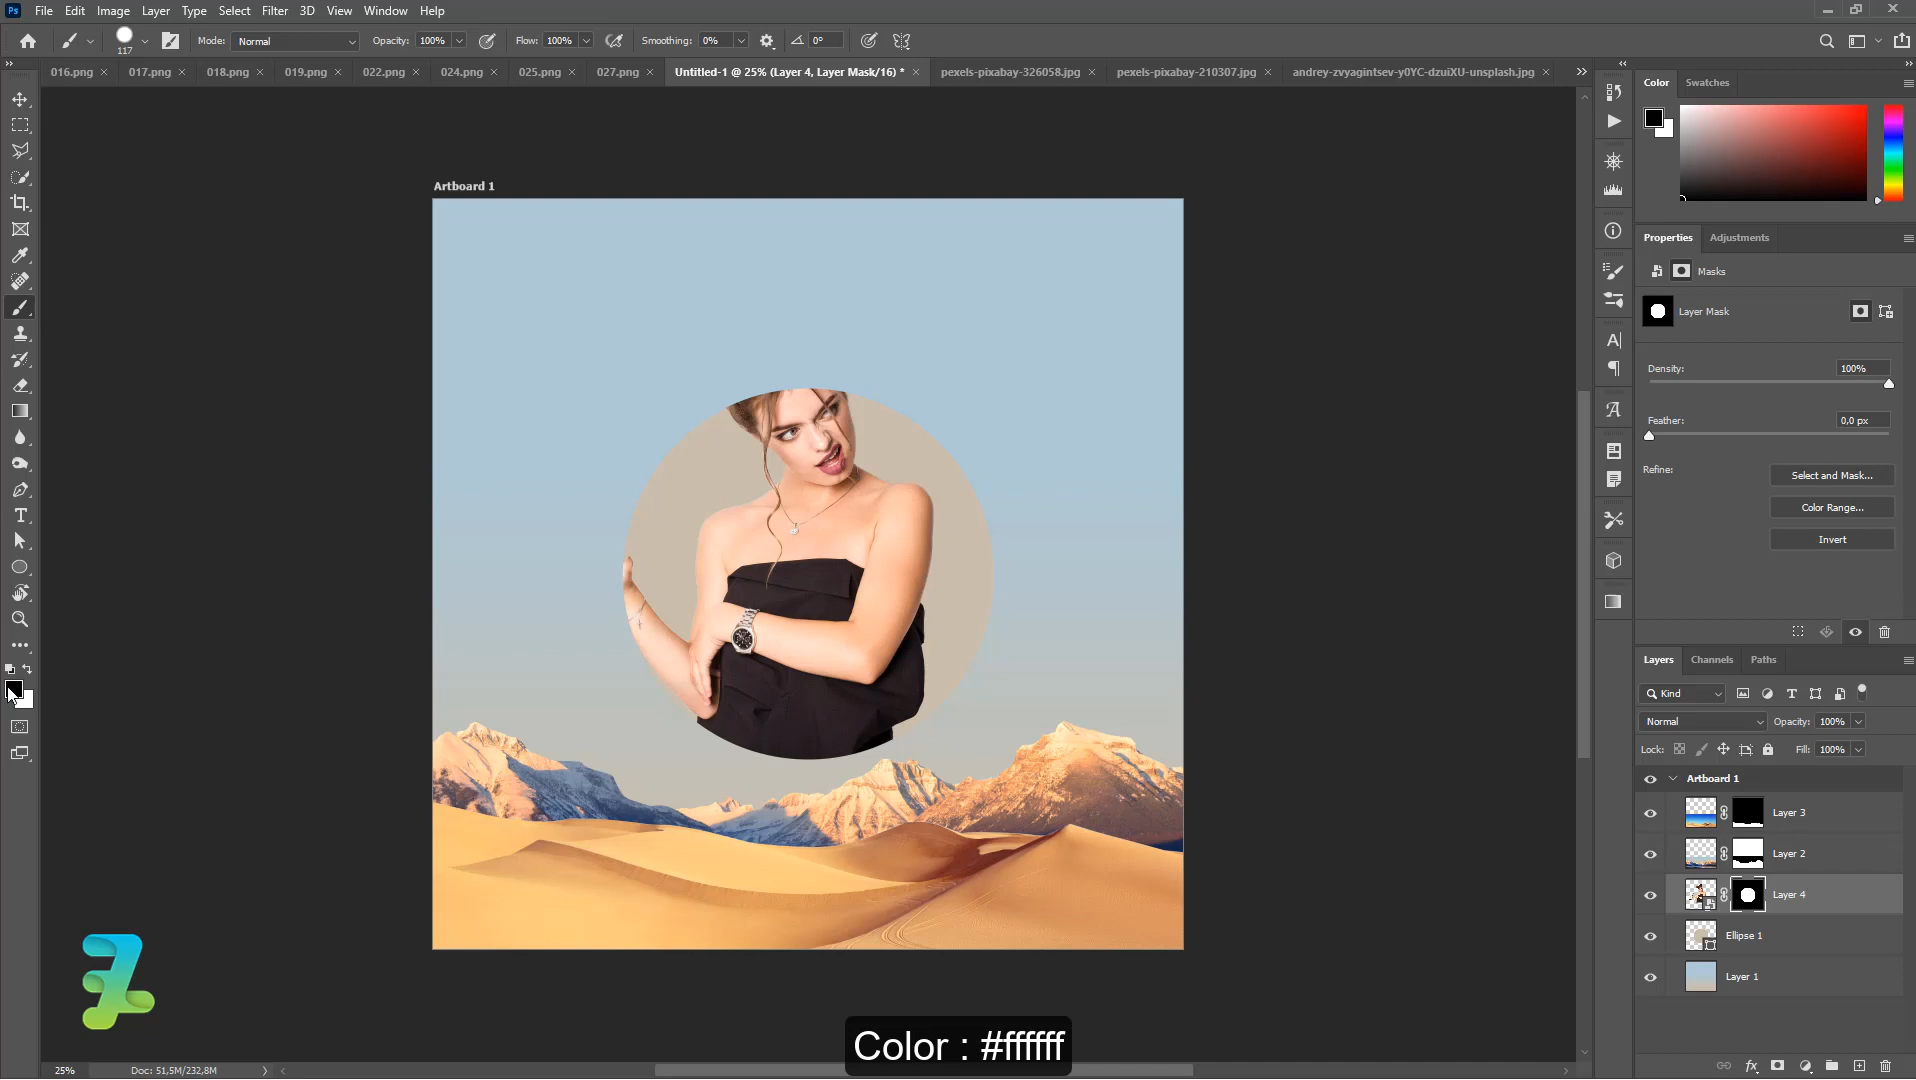 Ps File Edit Image Layer Type Select Filter 3D View Window Help
117 Mode: Normal Opacity: 100% Flow: 100% Smoothing: 0% 0°
016.png 017.png 018.png 019.png 022.png 024.png 025.png 027.png Untitled-1 @ 25% (Layer 4, Layer Mask/16) * pexels-pixabay-326058.jpg pexels-pixabay-210307.jpg andrey-zvyagintsev-y0YC-dzuiXU-unsplash.jpg
Color Swatches
Artboard 1
Properties Adjustments
Masks
Layer Mask
Density: 100%
Feather: 0,0 px
Refine: Select and Mask...
Color Range...
Invert
Layers Channels Paths
Kind
Normal Opacity: 100%
Lock: Fill: 100%
Artboard 1
Layer 3
Layer 2
Layer 4
Ellipse 1
Layer 1
Color : #ffffff
25% Doc: 51,5M/232,8M